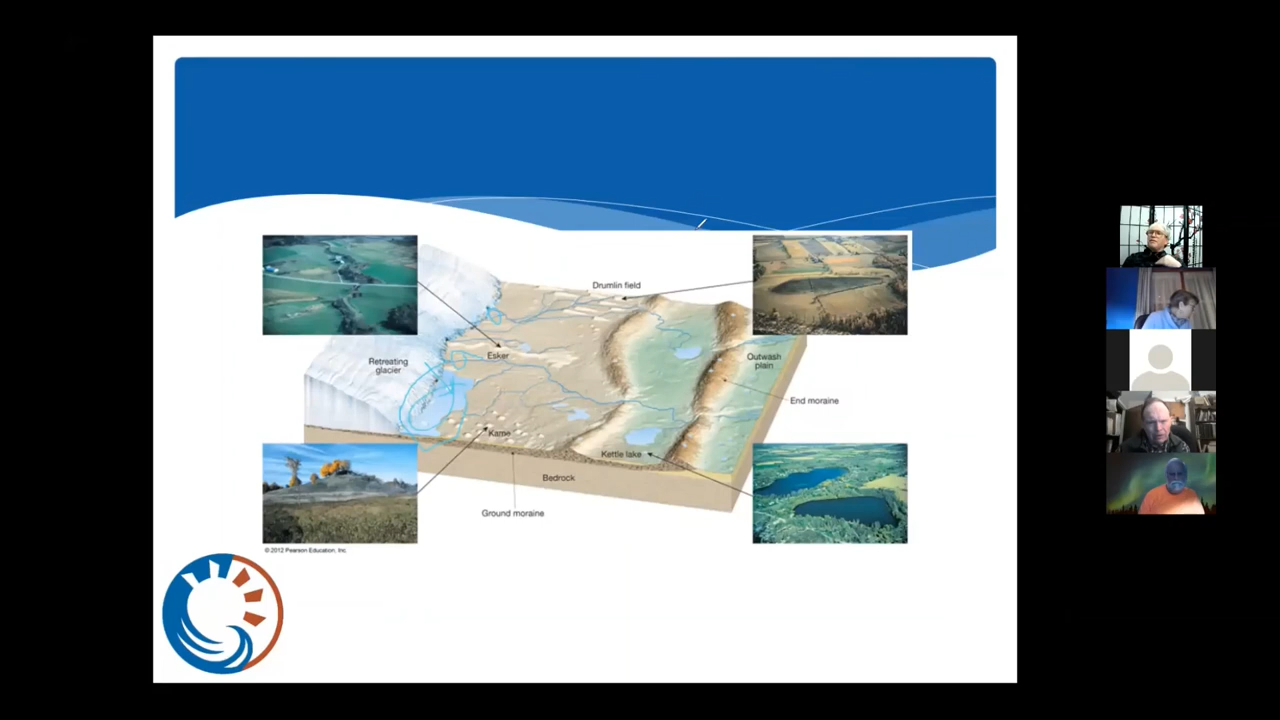 Drumlin field
Esker
Retreating
glacier
Outwash
plain
End moraine
Kame
Kettle lake
Bedrock
Ground moraine
© 2012 Pearson Education, Inc.